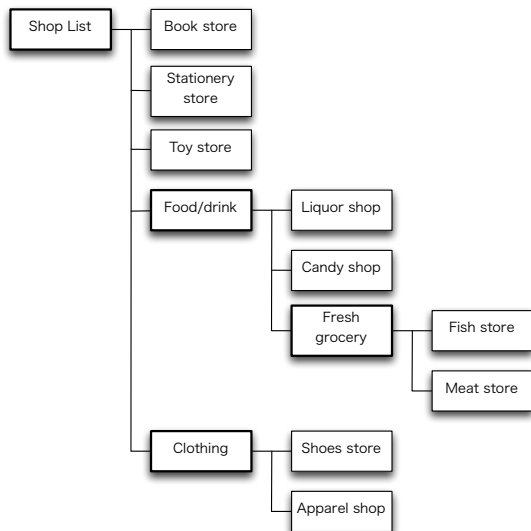 Shop List
Book store
Stationery
store
Toy store
Food/drink
Liquor shop
Candy shop
Fresh
grocery
Fish store
Meat store
Clothing
Shoes store
Apparel shop